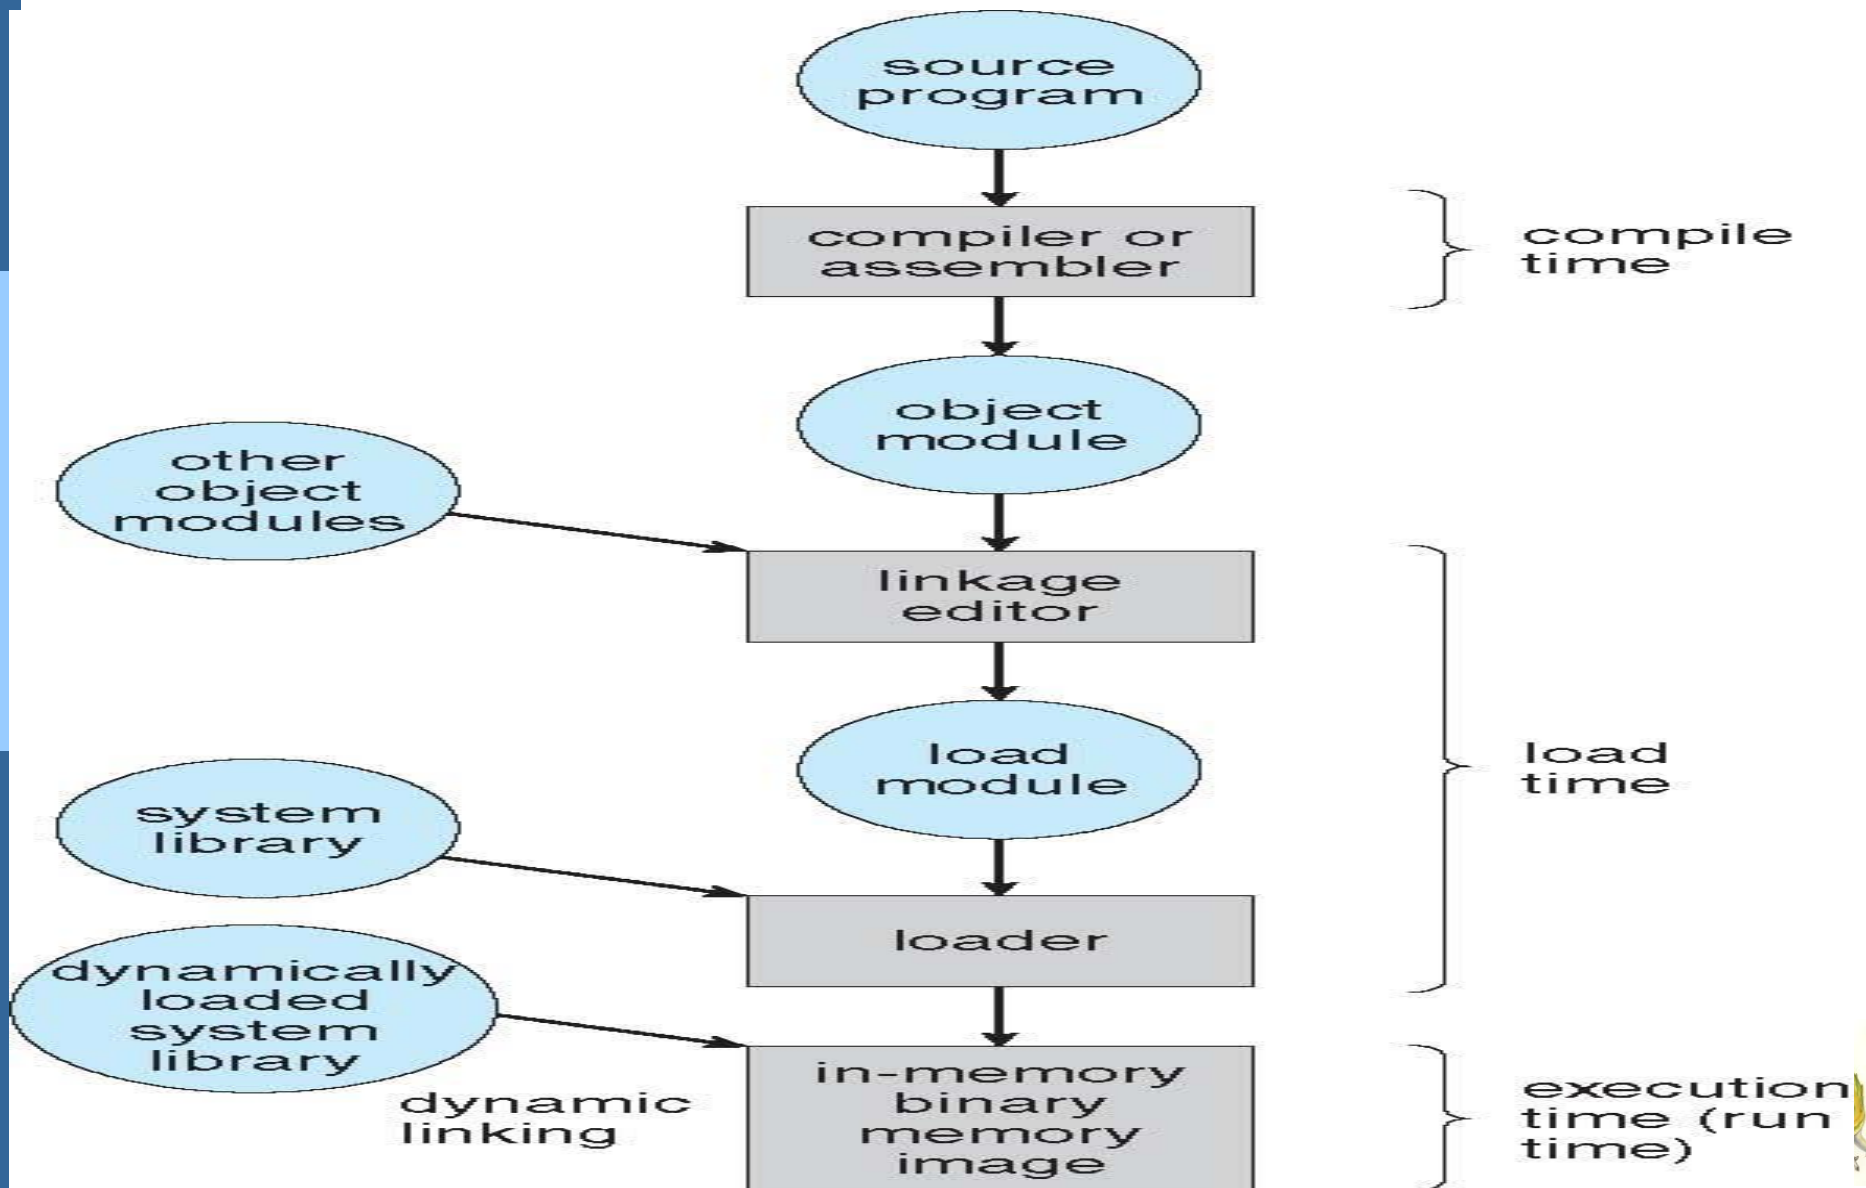 source
program
compiler or
assembler
compile
time
object
module
other
object
modules
linkage
editor
load
module
load
time
system
library
loader
dynamically
loaded
system
library
dynamic
linking
in-memory
binary
memory
image
execution
time (run
time)